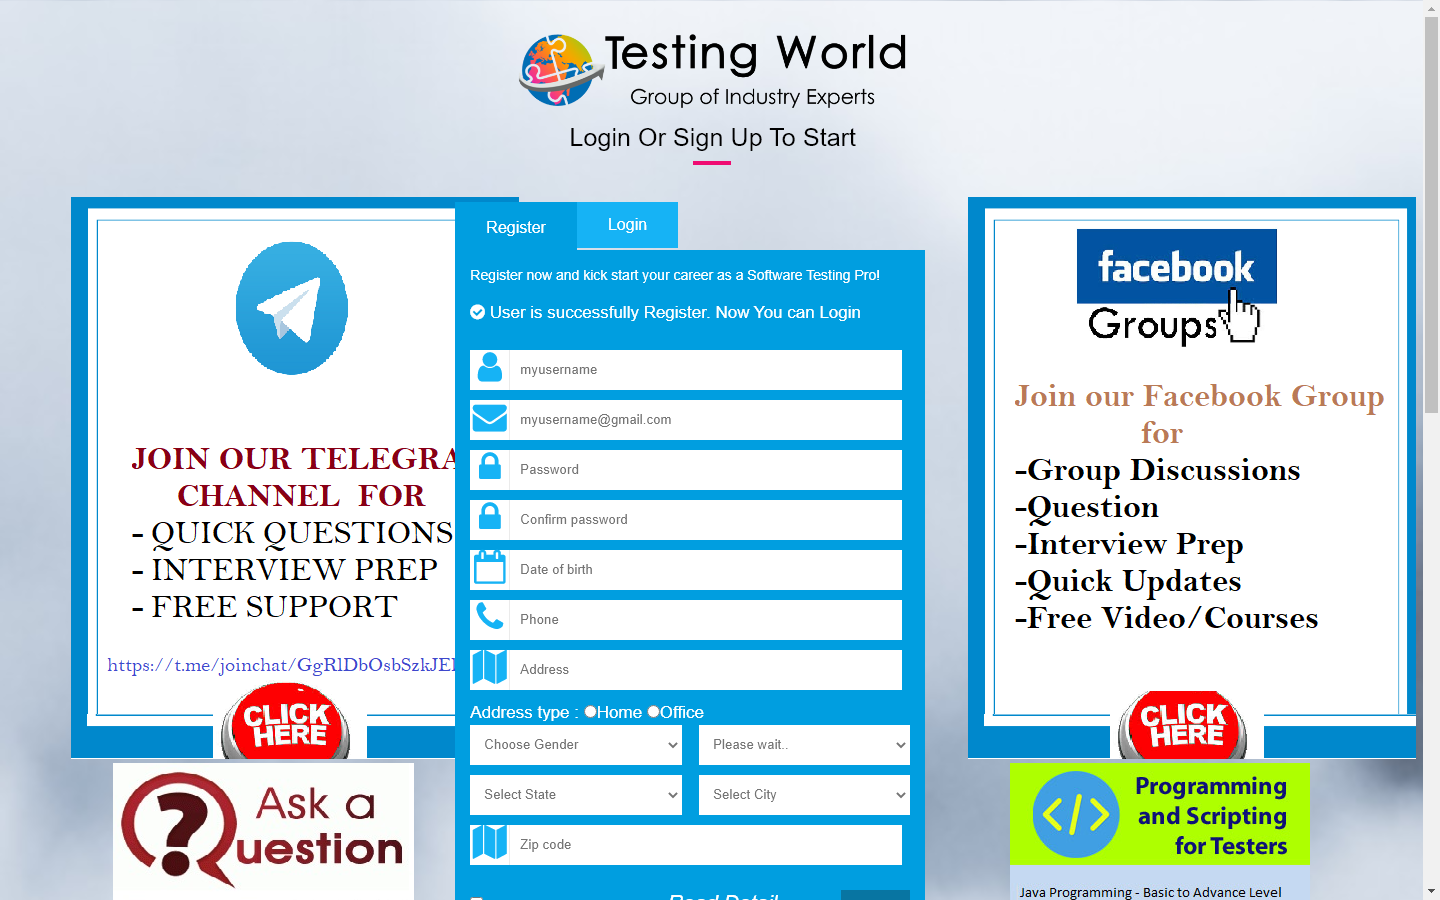 Testing World
Group of Industry Experts
Login Or Sign Up To Start
JOIN OUR TELEGRA
CHANNEL FOR
- QUICK QUESTIONS
- INTERVIEW PREP
- FREE SUPPORT
https://t.me/joinchat/GgRlDbOsbSzkJE
CLICK
HERE
Ask a
Question
Register
Login
Register now and kick start your career as a Software Testing Pro!
User is successfully Register. Now You can Login
myusername
myusername@gmail.com
Password
Confirm password
Date of birth
Phone
Address
Address type : Home Office
Choose Gender
Please wait..
Select State
Select City
Zip code
Read Detail
facebook
Groups
Join our Facebook Group
for
-Group Discussions
-Question
-Interview Prep
-Quick Updates
-Free Video/Courses
CLICK
HERE
</>
Programming
and Scripting
for Testers
Java Programming - Basic to Advance Level